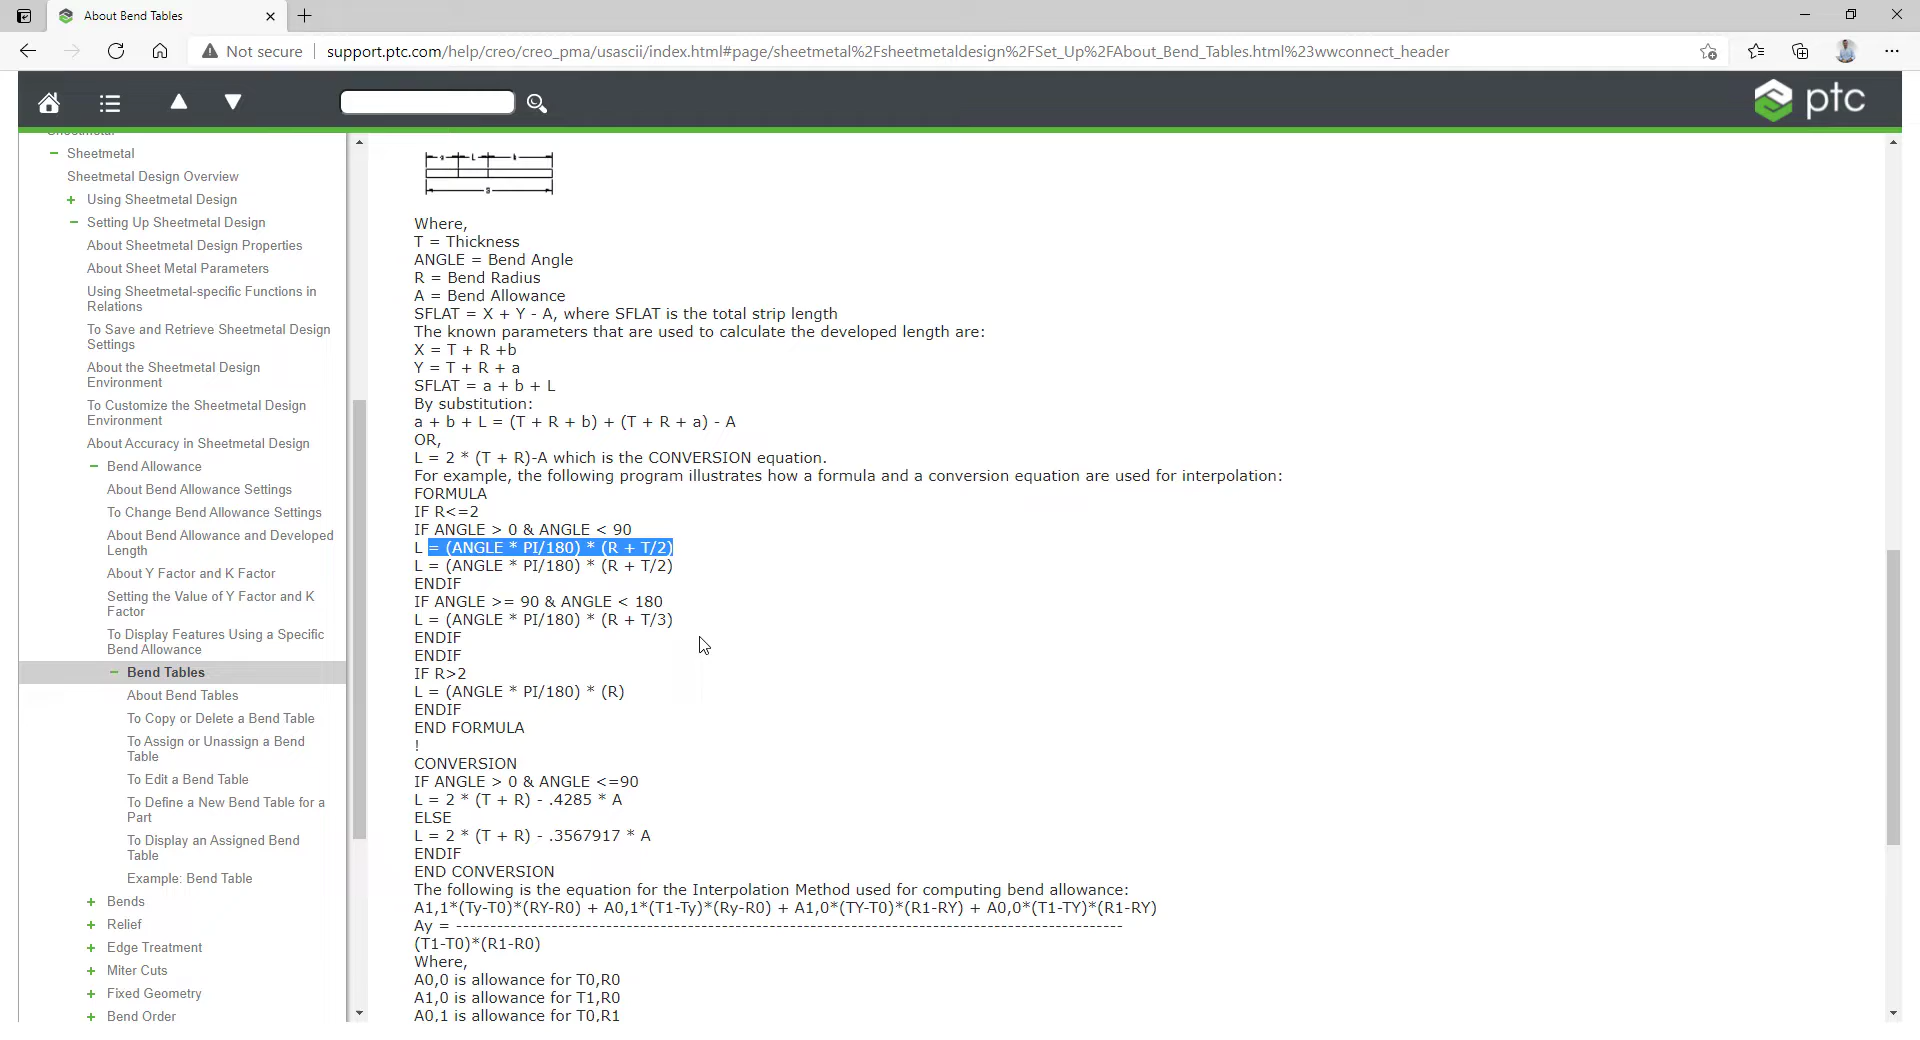 About Bend Tables
Not secure
support.ptc.com/help/creo/creo_pma/usascii/index.html#page/sheetmetal%2Fsheetmetaldesign%2FSet_Up%2FAbout_Bend_Tables.html%23wwconnect_header
ptc
Sheetmetal
Sheetmetal
Sheetmetal Design Overview
Using Sheetmetal Design
Setting Up Sheetmetal Design
About Sheetmetal Design Properties
About Sheet Metal Parameters
Using Sheetmetal-specific Functions in
Relations
To Save and Retrieve Sheetmetal Design
Settings
About the Sheetmetal Design
Environment
To Customize the Sheetmetal Design
Environment
About Accuracy in Sheetmetal Design
Bend Allowance
About Bend Allowance Settings
To Change Bend Allowance Settings
About Bend Allowance and Developed
Length
About Y Factor and K Factor
Setting the Value of Y Factor and K
Factor
To Display Features Using a Specific
Bend Allowance
Bend Tables
About Bend Tables
To Copy or Delete a Bend Table
To Assign or Unassign a Bend
Table
To Edit a Bend Table
To Define a New Bend Table for a
Part
To Display an Assigned Bend
Table
Example: Bend Table
Bends
Relief
Edge Treatment
Miter Cuts
Fixed Geometry
Bend Order
a L b
S
Where,
T = Thickness
ANGLE = Bend Angle
R = Bend Radius
A = Bend Allowance
SFLAT = X + Y - A, where SFLAT is the total strip length
The known parameters that are used to calculate the developed length are:
X = T + R +b
Y = T + R + a
SFLAT = a + b + L
By substitution:
a + b + L = (T + R + b) + (T + R + a) - A
OR,
L = 2 * (T + R)-A which is the CONVERSION equation.
For example, the following program illustrates how a formula and a conversion equation are used for interpolation:
FORMULA
IF R<=2
IF ANGLE > 0 & ANGLE < 90
L = (ANGLE * PI/180) * (R + T/2)
L = (ANGLE * PI/180) * (R + T/2)
ENDIF
IF ANGLE >= 90 & ANGLE < 180
L = (ANGLE * PI/180) * (R + T/3)
ENDIF
ENDIF
IF R>2
L = (ANGLE * PI/180) * (R)
ENDIF
END FORMULA
!
CONVERSION
IF ANGLE > 0 & ANGLE <=90
L = 2 * (T + R) - .4285 * A
ELSE
L = 2 * (T + R) - .3567917 * A
ENDIF
END CONVERSION
The following is the equation for the Interpolation Method used for computing bend allowance:
A1,1*(Ty-T0)*(RY-R0) + A0,1*(T1-Ty)*(Ry-R0) + A1,0*(TY-T0)*(R1-RY) + A0,0*(T1-TY)*(R1-RY)
Ay = ----------------------------------------------------------------------------------------------
(T1-T0)*(R1-R0)
Where,
A0,0 is allowance for T0,R0
A1,0 is allowance for T1,R0
A0,1 is allowance for T0,R1